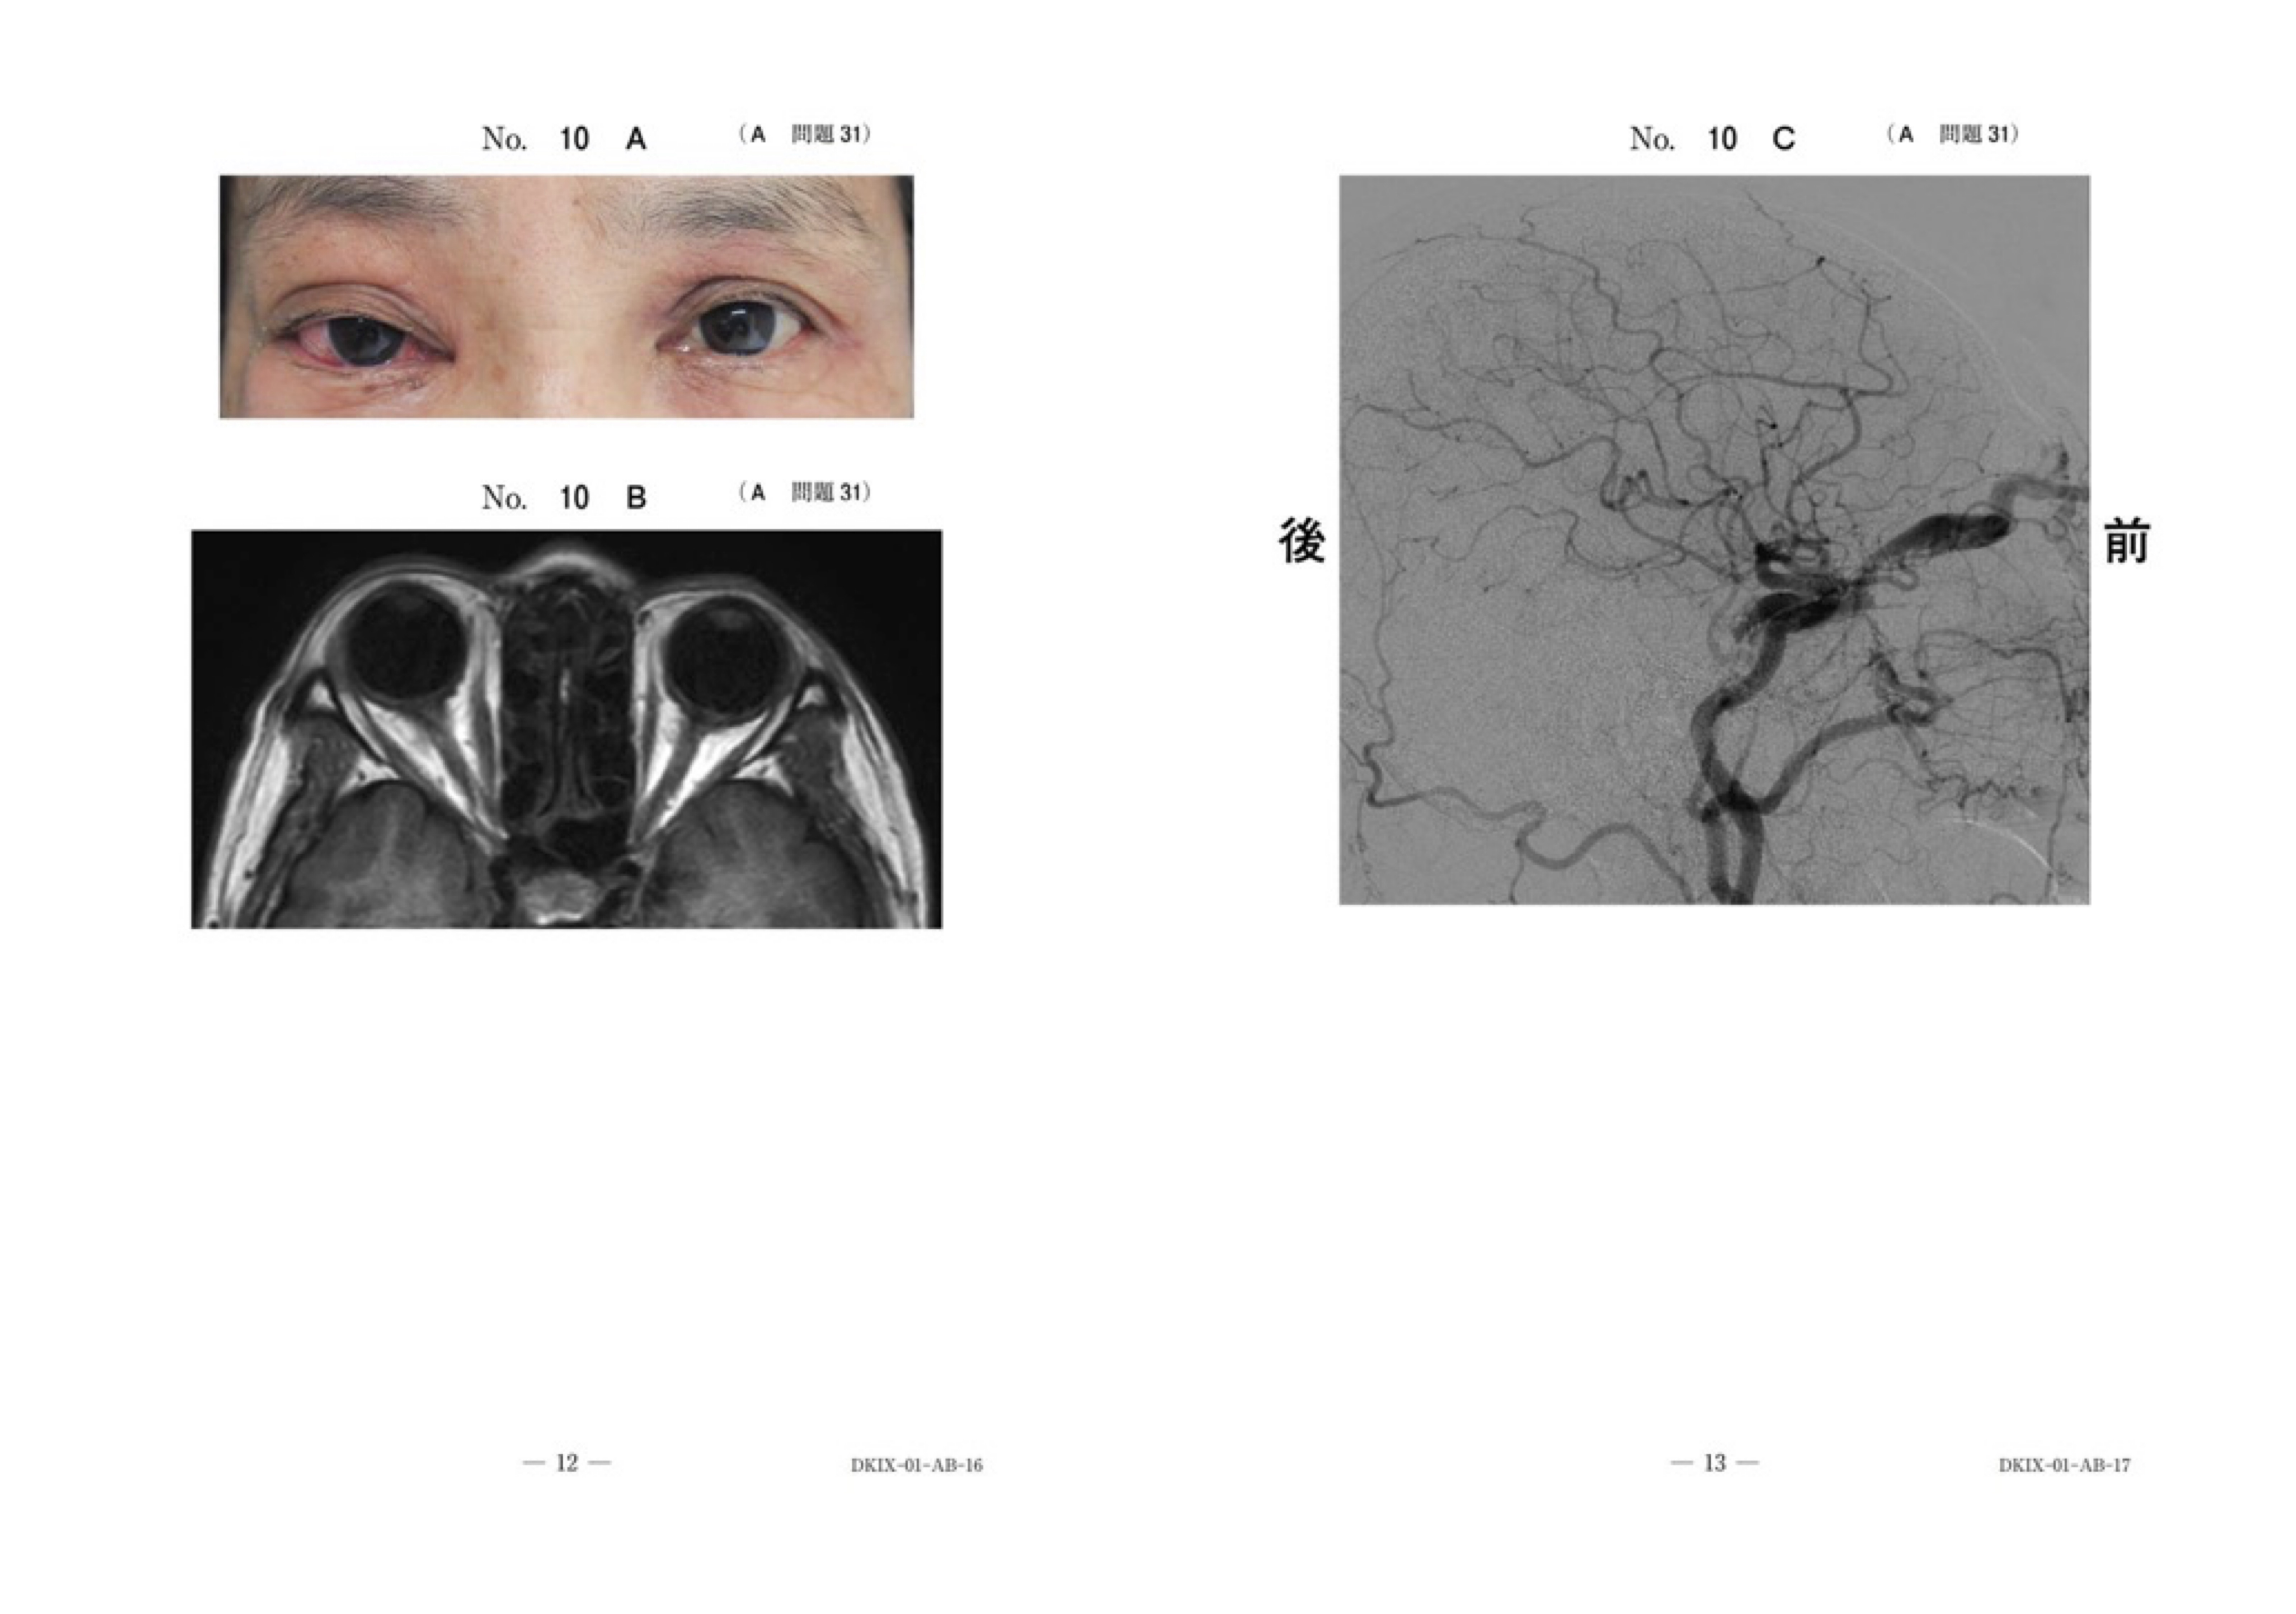 No. 10 A (A 問題 31)
No. 10 B (A 問題 31)
— 12 —
DKIX-01-AB-16
No. 10 C (A 問題 31)
後
前
— 13 —
DKIX-01-AB-17